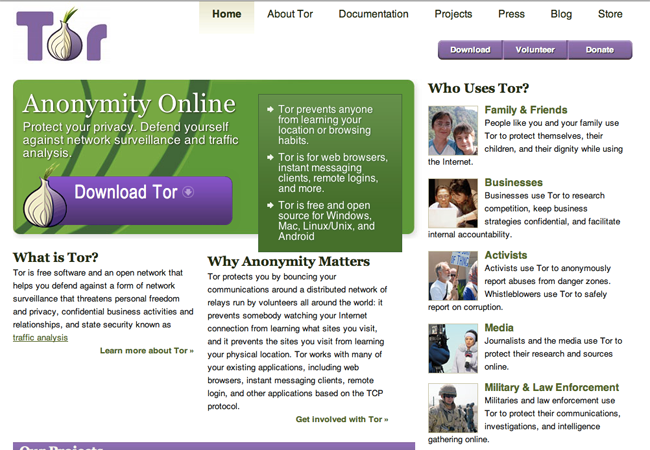 Tor
Home
About Tor
Documentation
Projects
Press
Blog
Store
Download
Volunteer
Donate
Anonymity Online
Protect your privacy. Defend yourself
against network surveillance and traffic
analysis.
Download Tor
Tor prevents anyone
from learning your
location or browsing
habits.
Tor is for web browsers,
instant messaging
clients, remote logins,
and more.
Tor is free and open
source for Windows,
Mac, Linux/Unix, and
Android
What is Tor?
Tor is free software and an open network that
helps you defend against a form of network
surveillance that threatens personal freedom
and privacy, confidential business activities and
relationships, and state security known as
traffic analysis
Learn more about Tor »
Why Anonymity Matters
Tor protects you by bouncing your
communications around a distributed network of
relays run by volunteers all around the world: it
prevents somebody watching your Internet
connection from learning what sites you visit,
and it prevents the sites you visit from learning
your physical location. Tor works with many of
your existing applications, including web
browsers, instant messaging clients, remote
login, and other applications based on the TCP
protocol.
Get involved with Tor »
Who Uses Tor?
Family & Friends
People like you and your family use
Tor to protect themselves, their
children, and their dignity while using
the Internet.
Businesses
Businesses use Tor to research
competition, keep business
strategies confidential, and facilitate
internal accountability.
Activists
Activists use Tor to anonymously
report abuses from danger zones.
Whistleblowers use Tor to safely
report on corruption.
Media
Journalists and the media use Tor to
protect their research and sources
online.
Military & Law Enforcement
Militaries and law enforcement use
Tor to protect their communications,
investigations, and intelligence
gathering online.
Our Projects